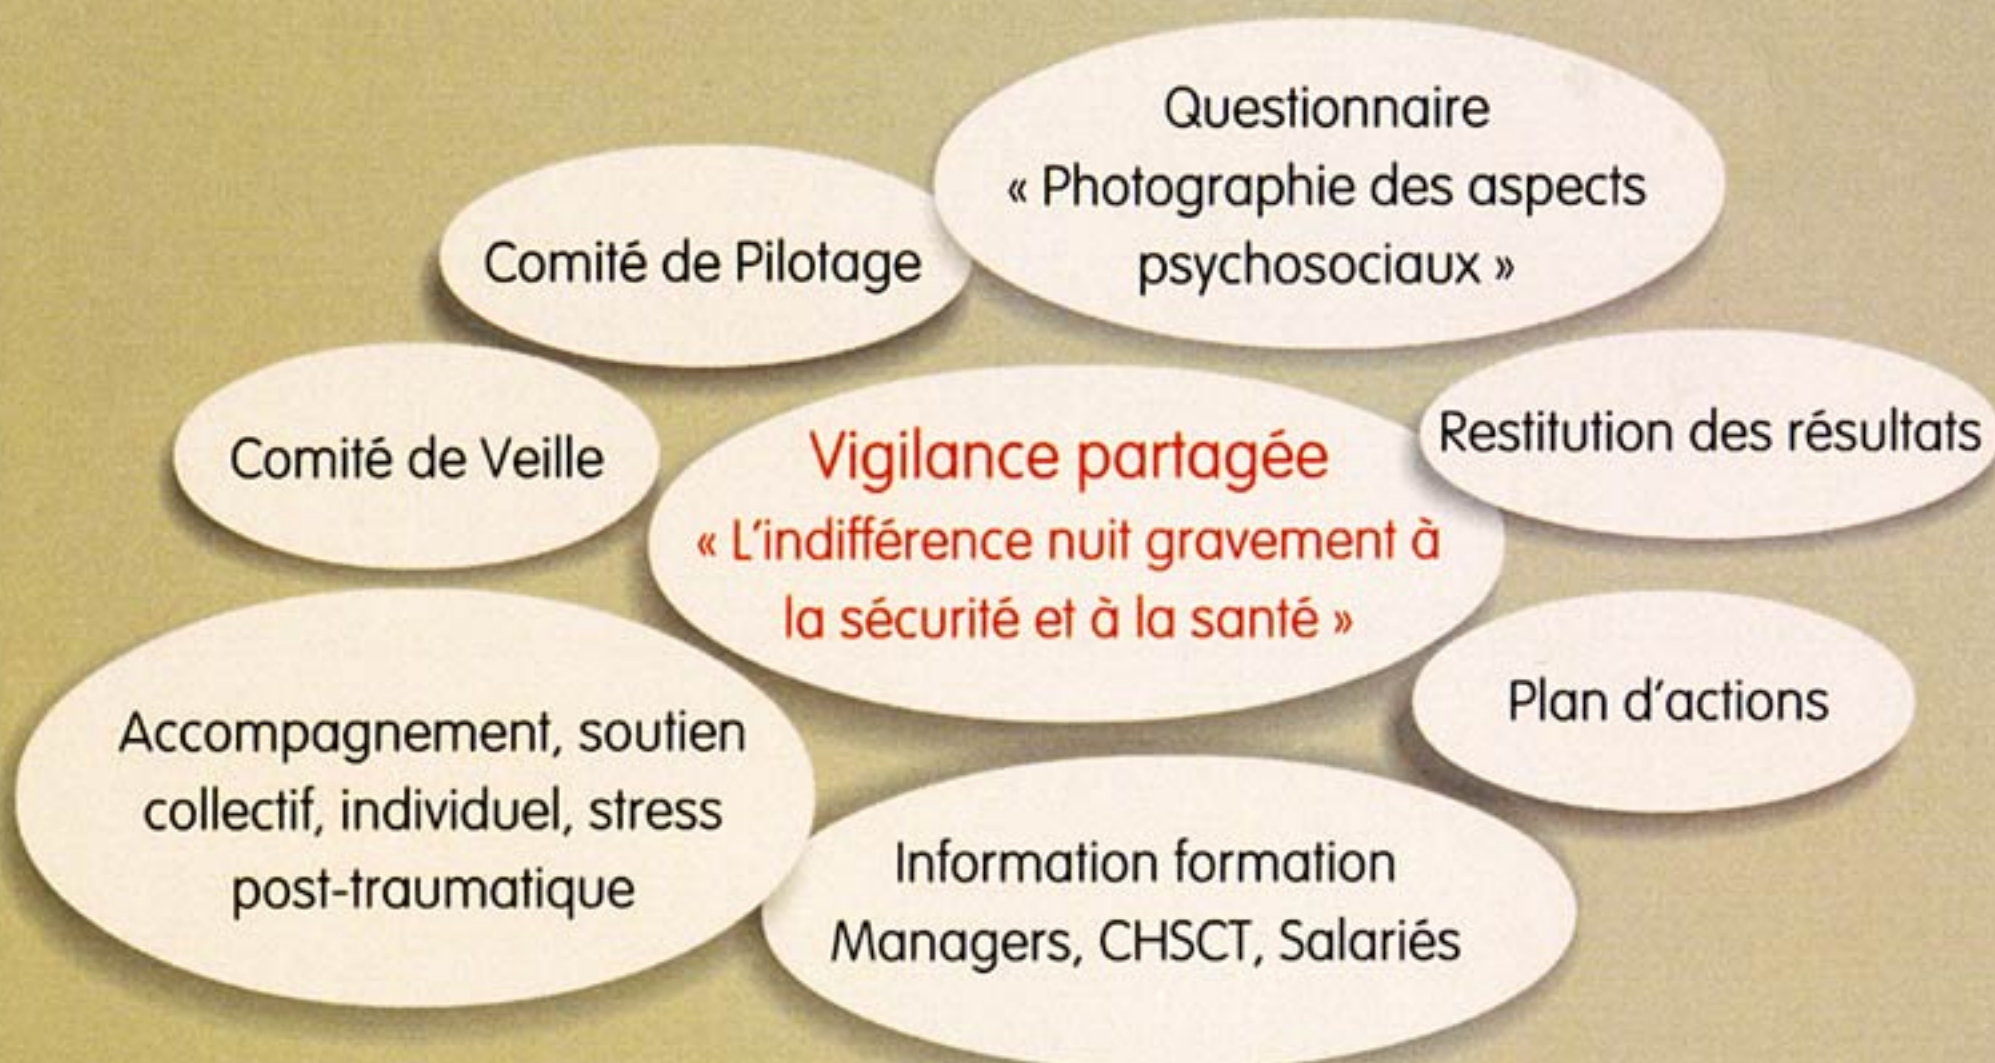 Questionnaire
« Photographie des aspects
psychosociaux »
Comité de Pilotage
Restitution des résultats
Comité de Veille
Vigilance partagée
« L'indifférence nuit gravement à
la sécurité et à la santé »
Plan d'actions
Accompagnement, soutien
collectif, individuel, stress
post-traumatique
Information formation
Managers, CHSCT, Salariés